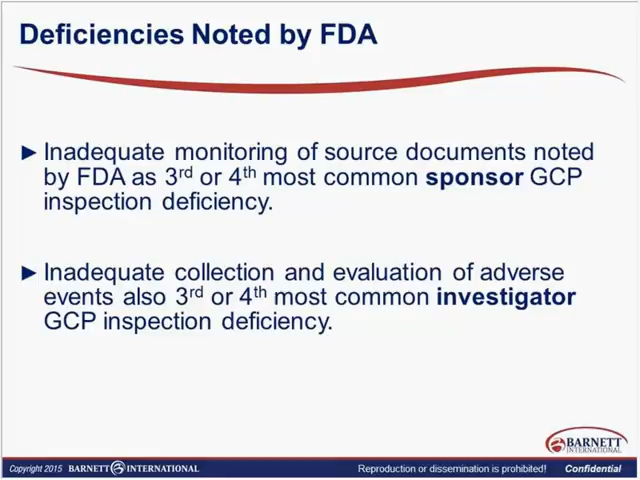 Deficiencies Noted by FDA
► Inadequate monitoring of source documents noted
by FDA as 3rd or 4th most common sponsor GCP
inspection deficiency.
► Inadequate collection and evaluation of adverse
events also 3rd or 4th most common investigator
GCP inspection deficiency.
BARNETT
INTERNATIONAL
Copyright 2015 BARNETT INTERNATIONAL Reproduction or dissemination is prohibited! Confidential